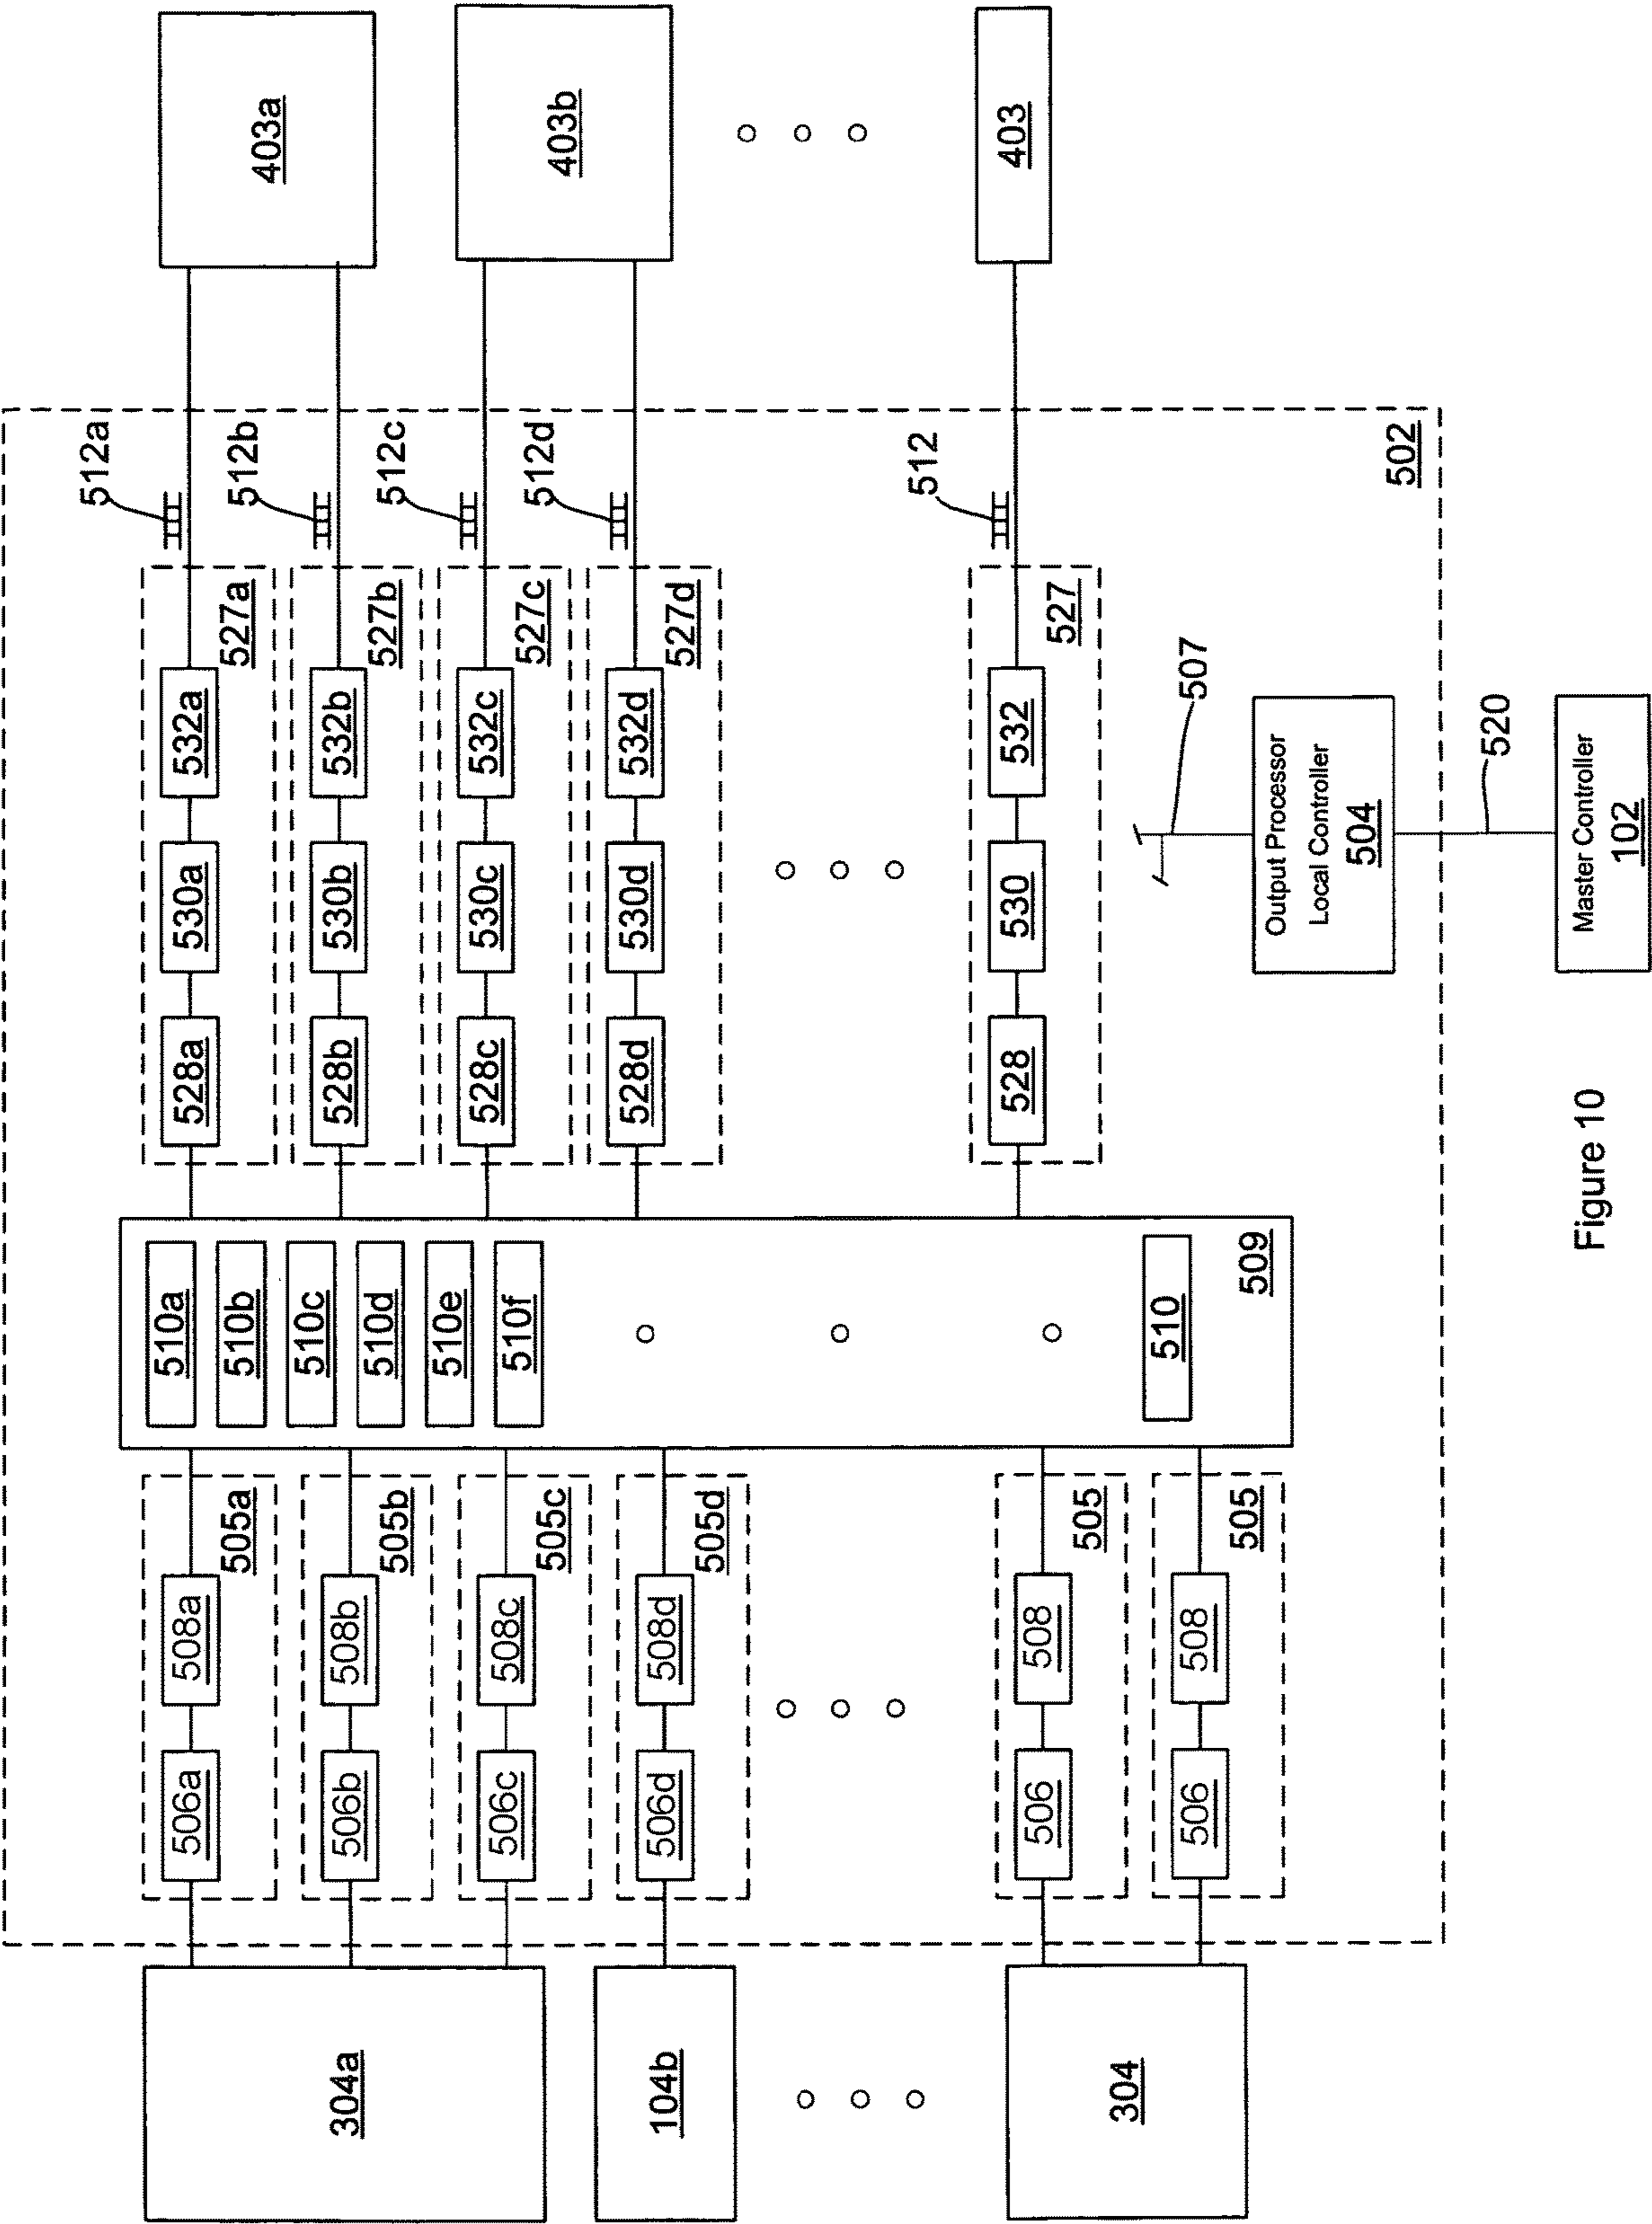 304a
104b
304
506a
508a
505a
506b
508b
505b
506c
508c
505c
506d
508d
505d
506
508
505
506
508
505
510a
510b
510c
510d
510e
510f
510
509
528a
530a
532a
527a
528b
530b
532b
527b
528c
530c
532c
527c
528d
530d
532d
527d
528
530
532
527
512a
512b
512c
512d
512
403a
403b
403
507
Output Processor
Local Controller
504
502
520
Master Controller
102
Figure 10